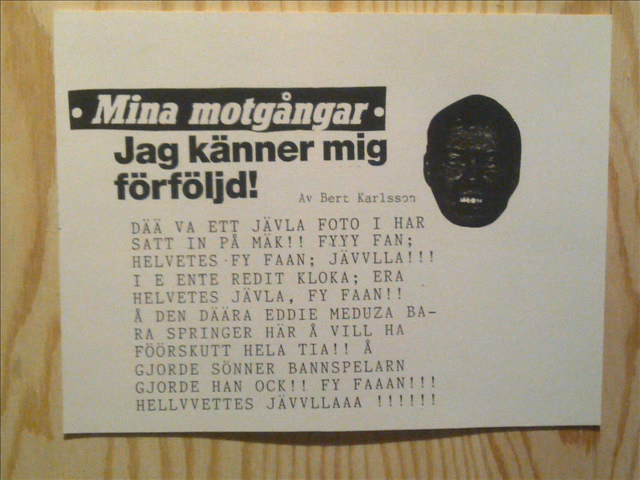 • Mina motgångar •
Jag känner mig
förföljd!
Av Bert Karlsson
DÄÄ VA ETT JÄVLA FOTO I HAR
SATT IN PÅ MÄK!! FYYY FAN;
HELVETES FY FAAN; JÄVVLLA!!!
I E ENTE REDIT KLOKA; ERA
HELVETES JÄVLA, FY FAAN!!
Å DEN DÄÄRA EDDIE MEDUZA BA-
RA SPRINGER HÄR Å VILL HA
FÖÖRSKUTT HELA TIA!! Å
GJORDE SÖNNER BANNSPELARN
GJORDE HAN OCK!! FY FAAAN!!!
HELLVVETTES JÄVVLLAAA !!!!!!